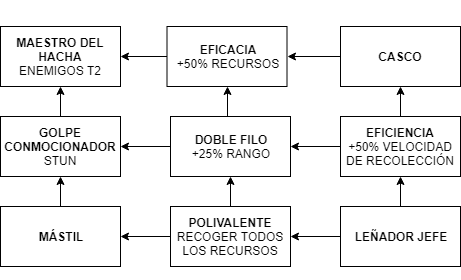 MAESTRO DEL
HACHA
ENEMIGOS T2
EFICACIA
+50% RECURSOS
CASCO
GOLPE
CONMOCIONADOR
STUN
DOBLE FILO
+25% RANGO
EFICIENCIA
+50% VELOCIDAD
DE RECOLECCIÓN
MÁSTIL
POLIVALENTE
RECOGER TODOS
LOS RECURSOS
LEÑADOR JEFE